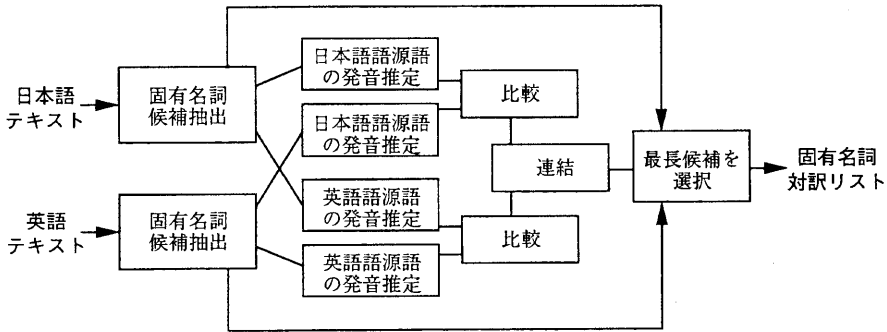 日本語
テキスト
固有名詞
候補抽出
日本語語源語
の発音推定
日本語語源語
の発音推定
比較
連結
最長候補を
選択
固有名詞
対訳リスト
英語
テキスト
固有名詞
候補抽出
英語語源語
の発音推定
英語語源語
の発音推定
比較